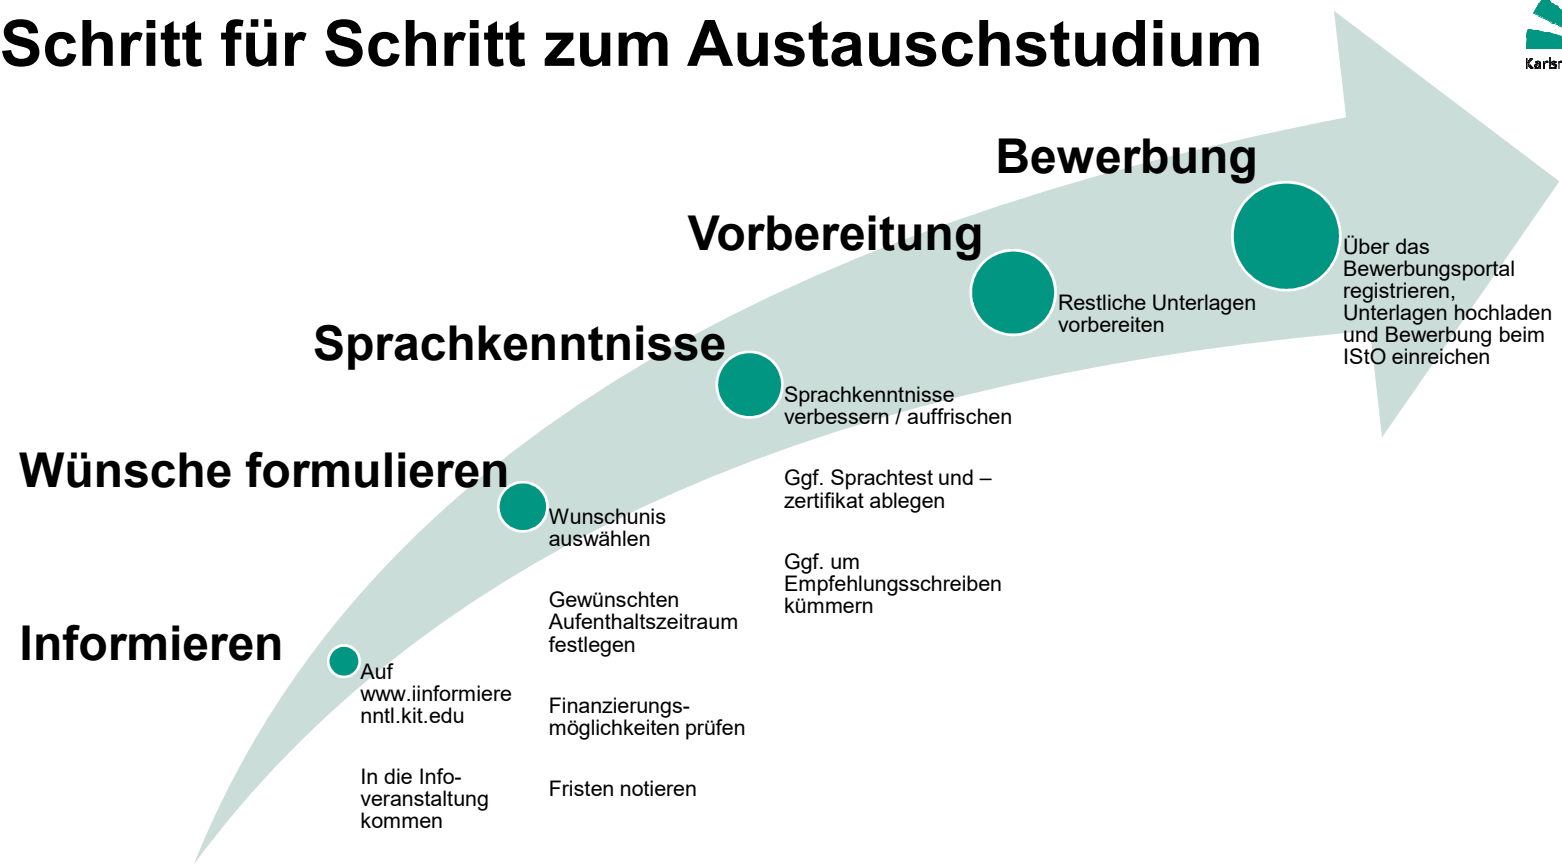 Schritt für Schritt zum Austauschstudium
Bewerbung
Über das
Bewerbungsportal
registrieren,
Unterlagen hochladen
und Bewerbung beim
IStO einreichen
Vorbereitung
Restliche Unterlagen
vorbereiten
Sprachkenntnisse
Sprachkenntnisse
verbessern / auffrischen
Ggf. Sprachtest und –
zertifikat ablegen
Ggf. um
Empfehlungsschreiben
kümmern
Wünsche formulieren
Wunschunis
auswählen
Gewünschten
Aufenthaltszeitraum
festlegen
Finanzierungs-
möglichkeiten prüfen
Fristen notieren
Informieren
Auf
www.iinformiere
nntl.kit.edu
In die Info-
veranstaltung
kommen